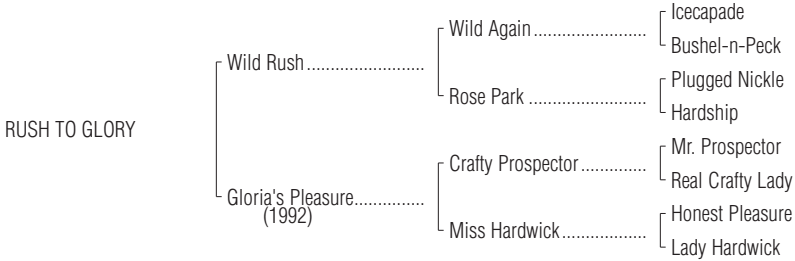 Icecapade
Wild Again
Bushel-n-Peck
Wild Rush
Plugged Nickle
Rose Park
Hardship
RUSH TO GLORY
Mr. Prospector
Crafty Prospector
Real Crafty Lady
Gloria's Pleasure
(1992)
Honest Pleasure
Miss Hardwick
Lady Hardwick